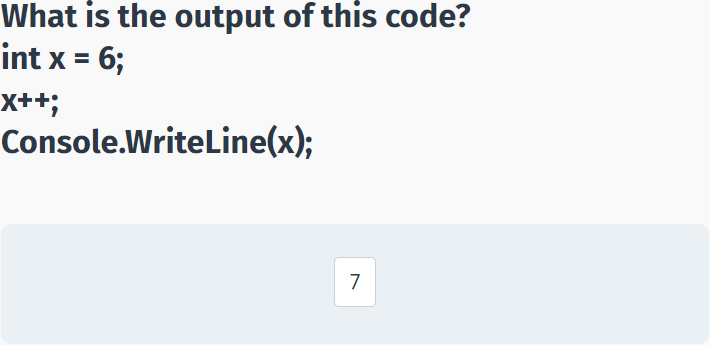 What is the output of this code?
int x = 6;
x++;
Console.WriteLine(x);
7